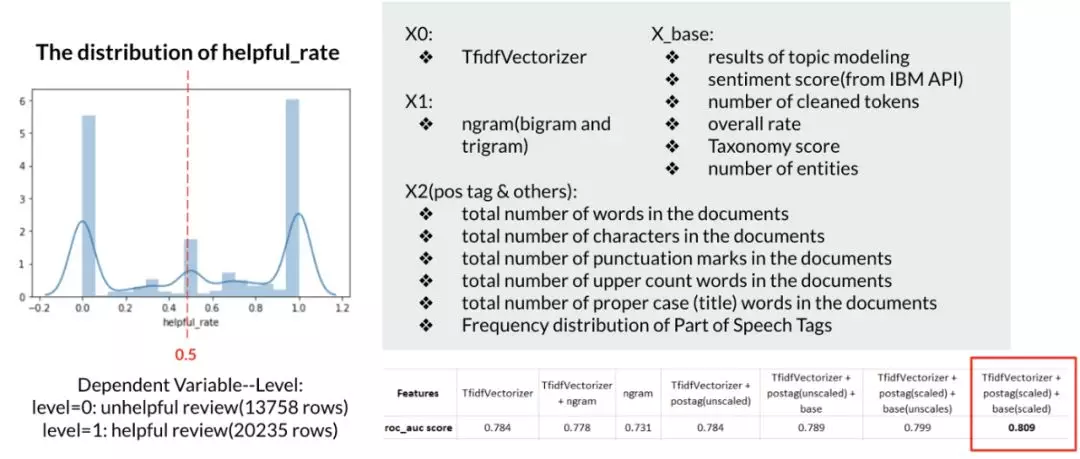 The distribution of helpful_rate
6
5
4
3
2
1
0
−0.2 0.0 0.2 0.4 0.6 0.8 1.0 1.2
helpful_rate
0.5
Dependent Variable--Level:
level=0: unhelpful review(13758 rows)
level=1: helpful review(20235 rows)
X0:
❖ TfidfVectorizer
X1:
❖ ngram(bigram and
trigram)
X_base:
❖ results of topic modeling
❖ sentiment score(from IBM API)
❖ number of cleaned tokens
❖ overall rate
❖ Taxonomy score
❖ number of entities
X2(pos tag & others):
❖ total number of words in the documents
❖ total number of characters in the documents
❖ total number of punctuation marks in the documents
❖ total number of upper count words in the documents
❖ total number of proper case (title) words in the documents
❖ Frequency distribution of Part of Speech Tags
Features
TfidfVectorizer
TfidfVectorizer
+ ngram
ngram
TfidfVectorizer +
postag(unscaled)
TfidfVectorizer +
postag(unscaled) +
base
TfidfVectorizer +
postag(scaled) +
base(unscales)
TfidfVectorizer +
postag(scaled) +
base(scaled)
roc_auc score 0.784 0.778 0.731 0.784 0.789 0.799 0.809